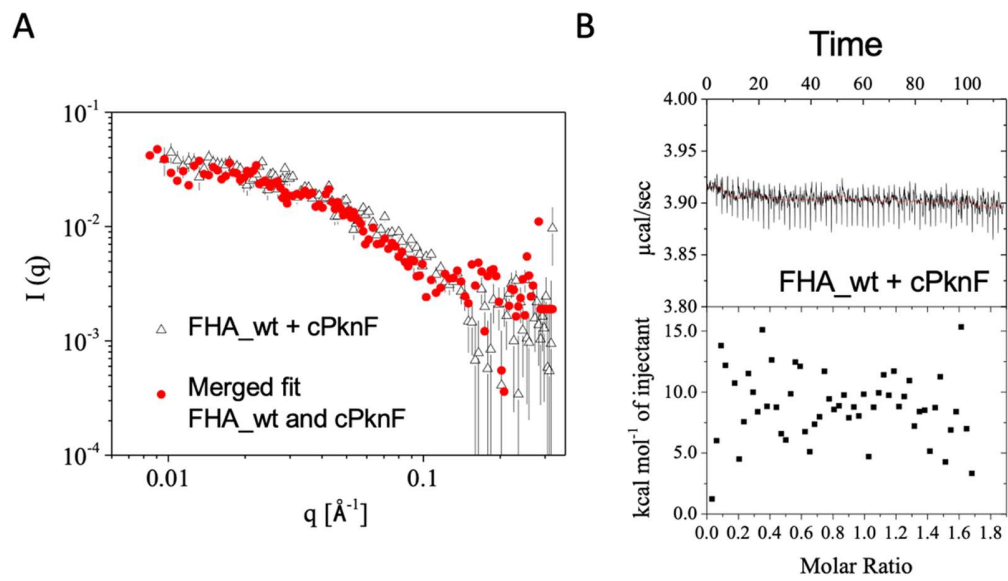 A
10⁻¹
10⁻²
10⁻³
10⁻⁴
I (q)
FHA_wt + cPknF
Merged fit
FHA_wt and cPknF
0.01
0.1
q [Å⁻¹]
B
Time
0 20 40 60 80 100
4.00
3.95
3.90
3.85
3.80
µcal/sec
FHA_wt + cPknF
15.0
10.0
5.0
0.0
kcal mol⁻¹ of injectant
0.0 0.2 0.4 0.6 0.8 1.0 1.2 1.4 1.6 1.8
Molar Ratio